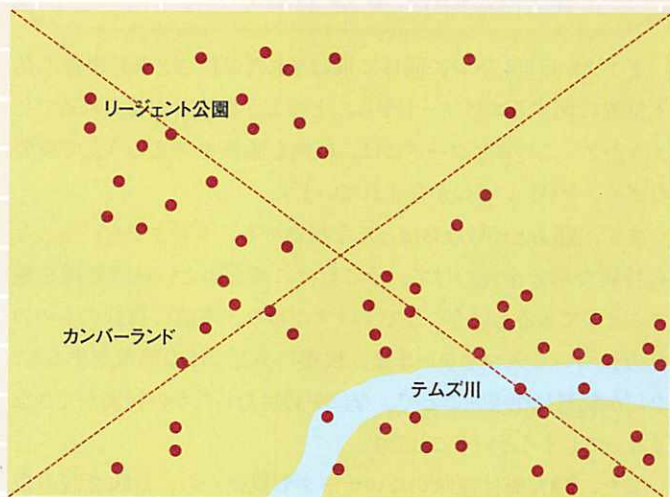 リージェント公園
カンバーランド
テムズ川